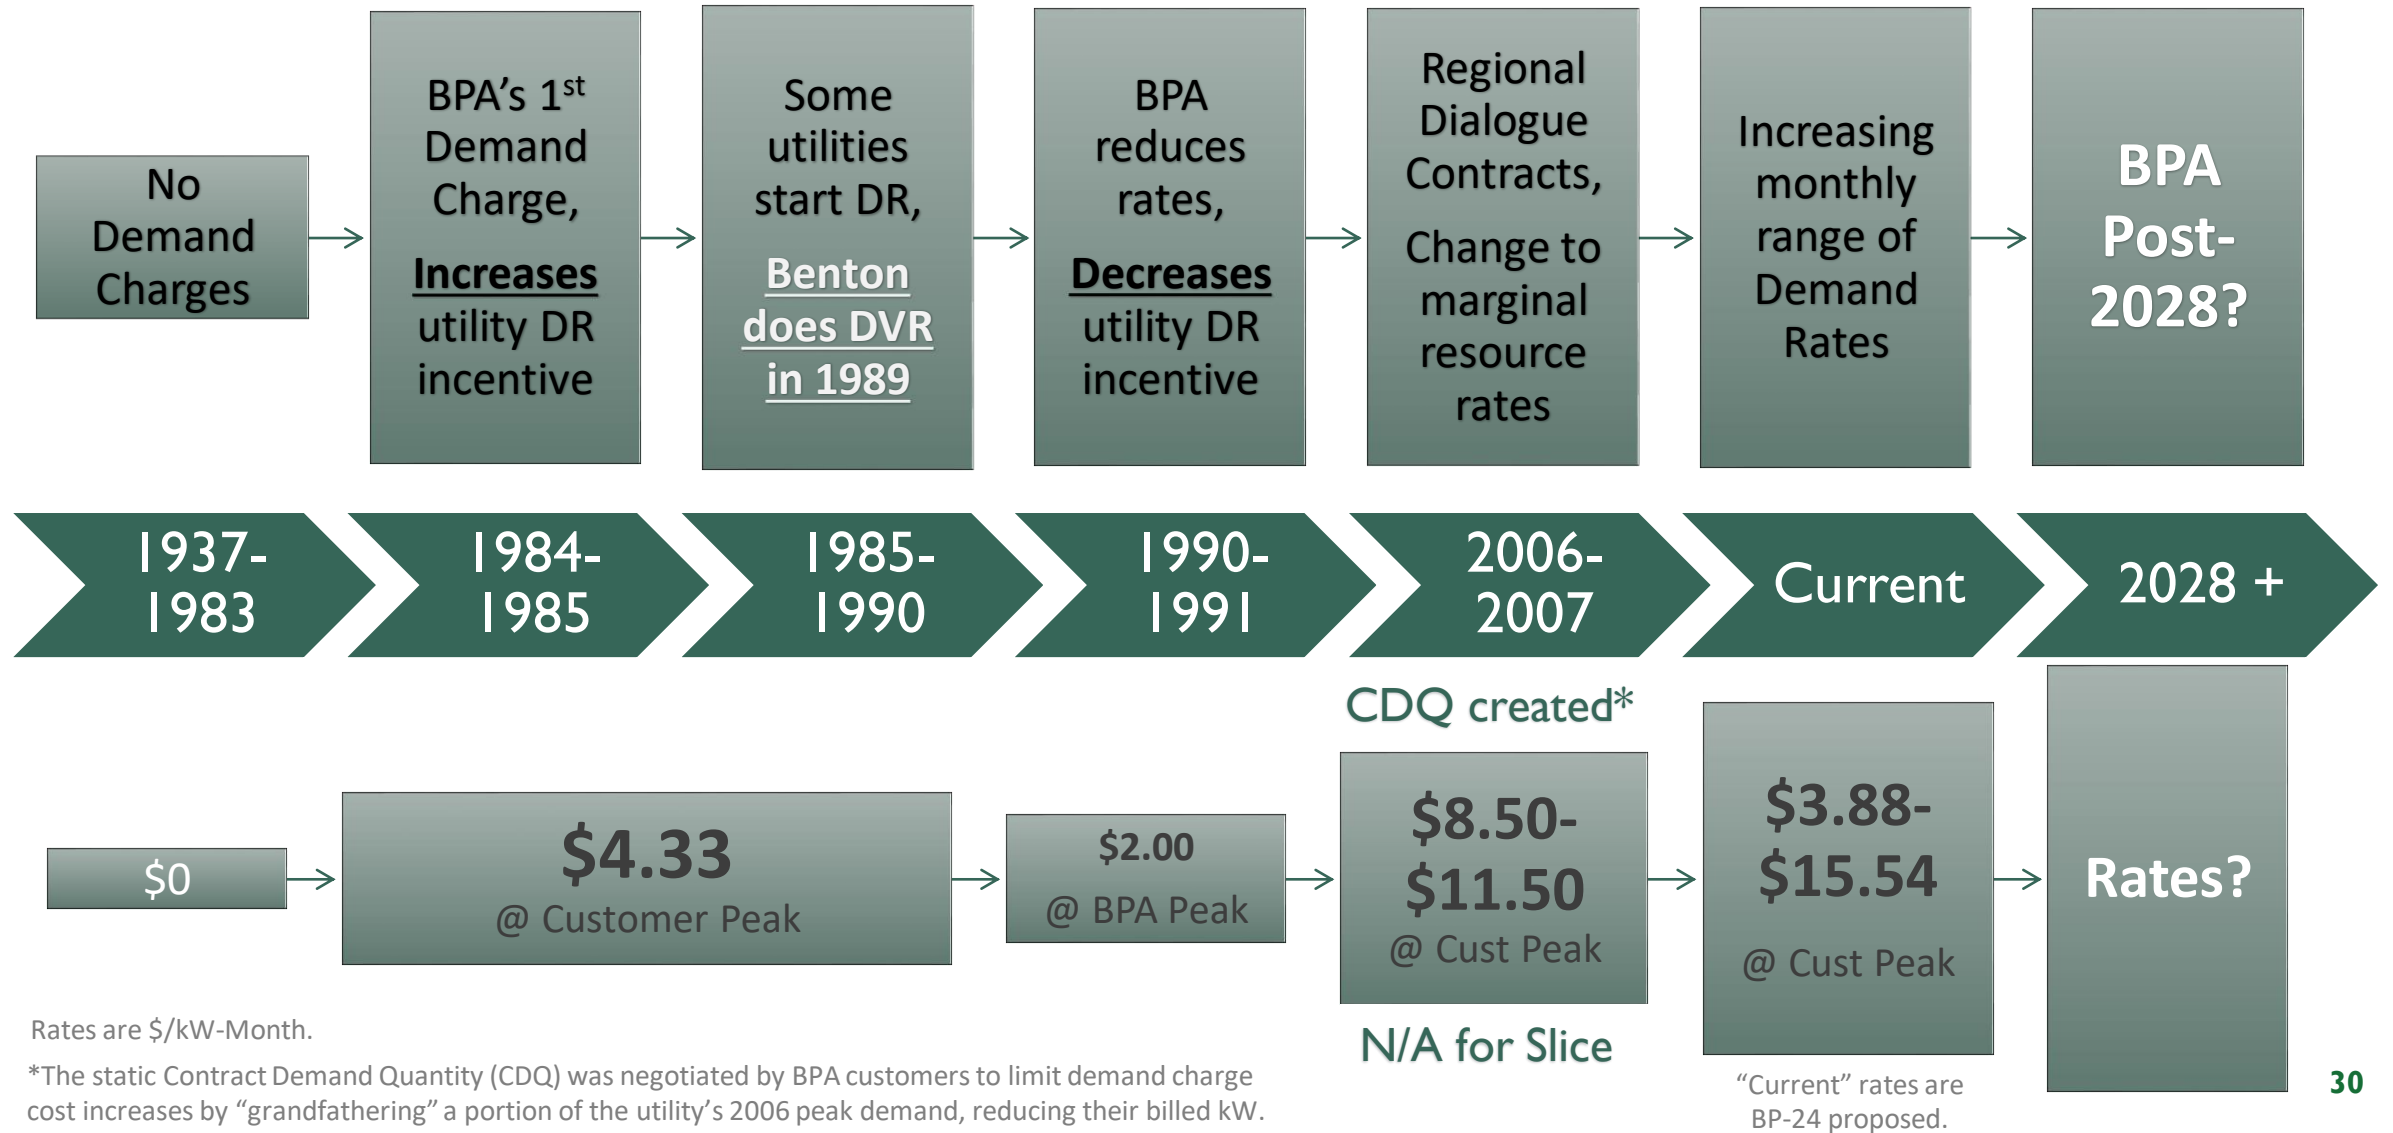 No
Demand
Charges
BPA’s 1st
Demand
Charge,
Increases
utility DR
incentive
Some
utilities
start DR,
Benton
does DVR
in 1989
BPA
reduces
rates,
Decreases
utility DR
incentive
Regional
Dialogue
Contracts,
Change to
marginal
resource
rates
Increasing
monthly
range of
Demand
Rates
BPA
Post-
2028?
1937-
1983
1984-
1985
1985-
1990
1990-
1991
2006-
2007
Current
2028 +
CDQ created*
$0
$4.33
@ Customer Peak
$2.00
@ BPA Peak
$8.50-
$11.50
@ Cust Peak
$3.88-
$15.54
@ Cust Peak
Rates?
N/A for Slice
Rates are $/kW-Month.
*The static Contract Demand Quantity (CDQ) was negotiated by BPA customers to limit demand charge
cost increases by “grandfathering” a portion of the utility’s 2006 peak demand, reducing their billed kW.
“Current” rates are
BP-24 proposed.
30